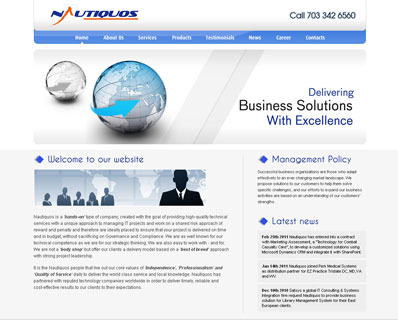 NAUTIQUOS
Call 703 342 6560
Home About Us Services Products Testimonials News Career Contacts
Delivering
Business Solutions
With Excellence
Welcome to our website
Nautiquos is a 'hands-on' type of company, created with the goal of providing high-quality technical
services with a unique approach to managing IT projects and work on a shared risk approach of
reward and penalty and therefore are ideally placed to ensure that your project is delivered on time
and in budget, without sacrificing on Governance and Compliance. We are as well known for our
technical competence as we are for our strategic thinking. We are also easy to work with - and for.
We are not a 'body shop' but offer our clients a delivery model based on a 'best of breed' approach
with strong project leadership.
It is the Nautiquos people that live out our core values of 'Independence', 'Professionalism' and
'Quality of Service' daily to deliver the world class service and local knowledge. Nautiquos has
partnered with reputed technology companies worldwide in order to deliver timely, reliable and
cost-effective results to our clients to their expectations.
Management Policy
Successful business organizations are those who adapt
effectively to an ever changing market landscape. We
propose solutions to our customers to help them solve
specific challenges, and our efforts to expand our business
activities are based on an understanding of our customers'
strengths.
Latest news
Feb 25th 2011 Nautiquos has entered into a contract
with Marketing Assessment, a "Technology for Combat
Casualty Care", to develop a customized solutions using
Microsoft Dynamics CRM and integrate it with SharePoint.
Jan 14th 2011 Nautiquos joined Pem Medical Systems
as distribution partner for EZ Practice Tristate DC, MD, VA
and WV.
Dec 10th 2010 Satsys a global IT Consulting & System
Integration firm required Nautiquos to provide business
solution for Library Management System for their End
Customers.